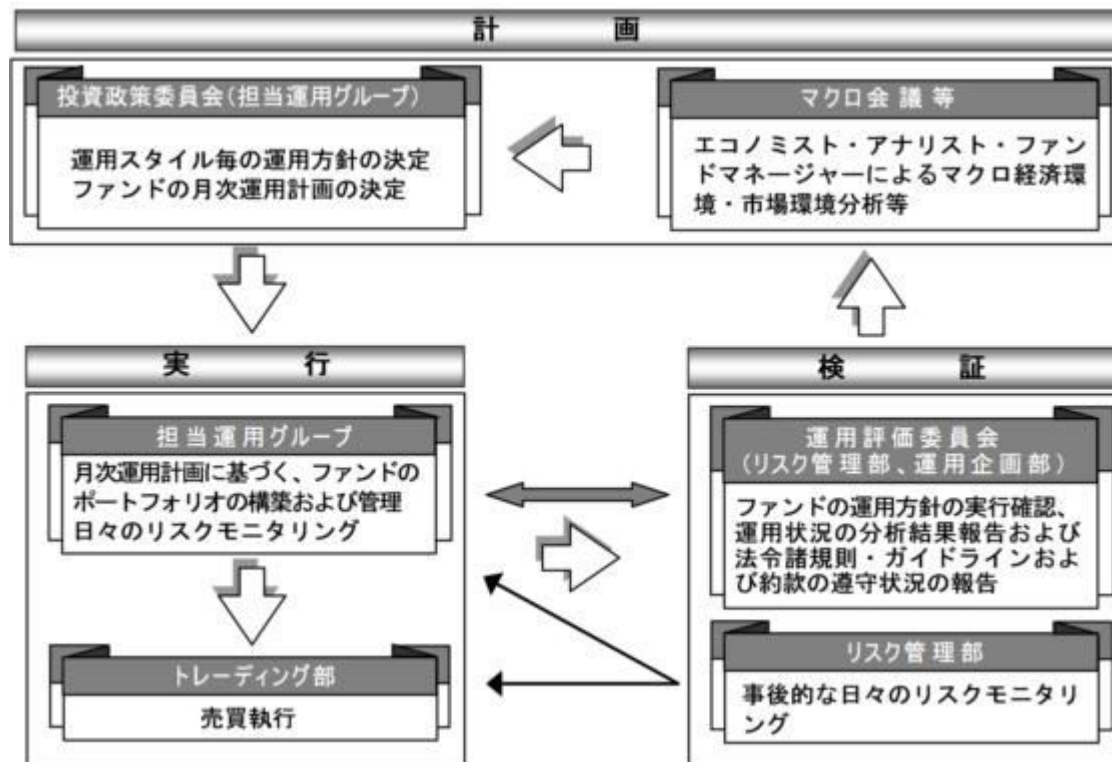 計画
投資政策委員会(担当運用グループ)
運用スタイル毎の運用方針の決定
ファンドの月次運用計画の決定
マクロ会議等
エコノミスト・アナリスト・ファン
ドマネージャーによるマクロ経済環
境・市場環境分析等
実行
担当運用グループ
月次運用計画に基づく、ファンドの
ポートフォリオの構築および管理
日々のリスクモニタリング
トレーディング部
売買執行
検証
運用評価委員会
(リスク管理部、運用企画部)
ファンドの運用方針の実行確認、
運用状況の分析結果報告および
法令諸規則・ガイドラインおよ
び約款の遵守状況の報告
リスク管理部
事後的な日々のリスクモニタリ
ング